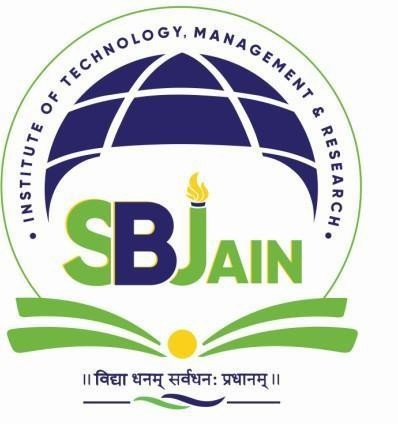 • INSTITUTE OF TECHNOLOGY, MANAGEMENT & RESEARCH •
SBJAIN
॥ विद्या धनम् सर्वधनः प्रधानम् ॥